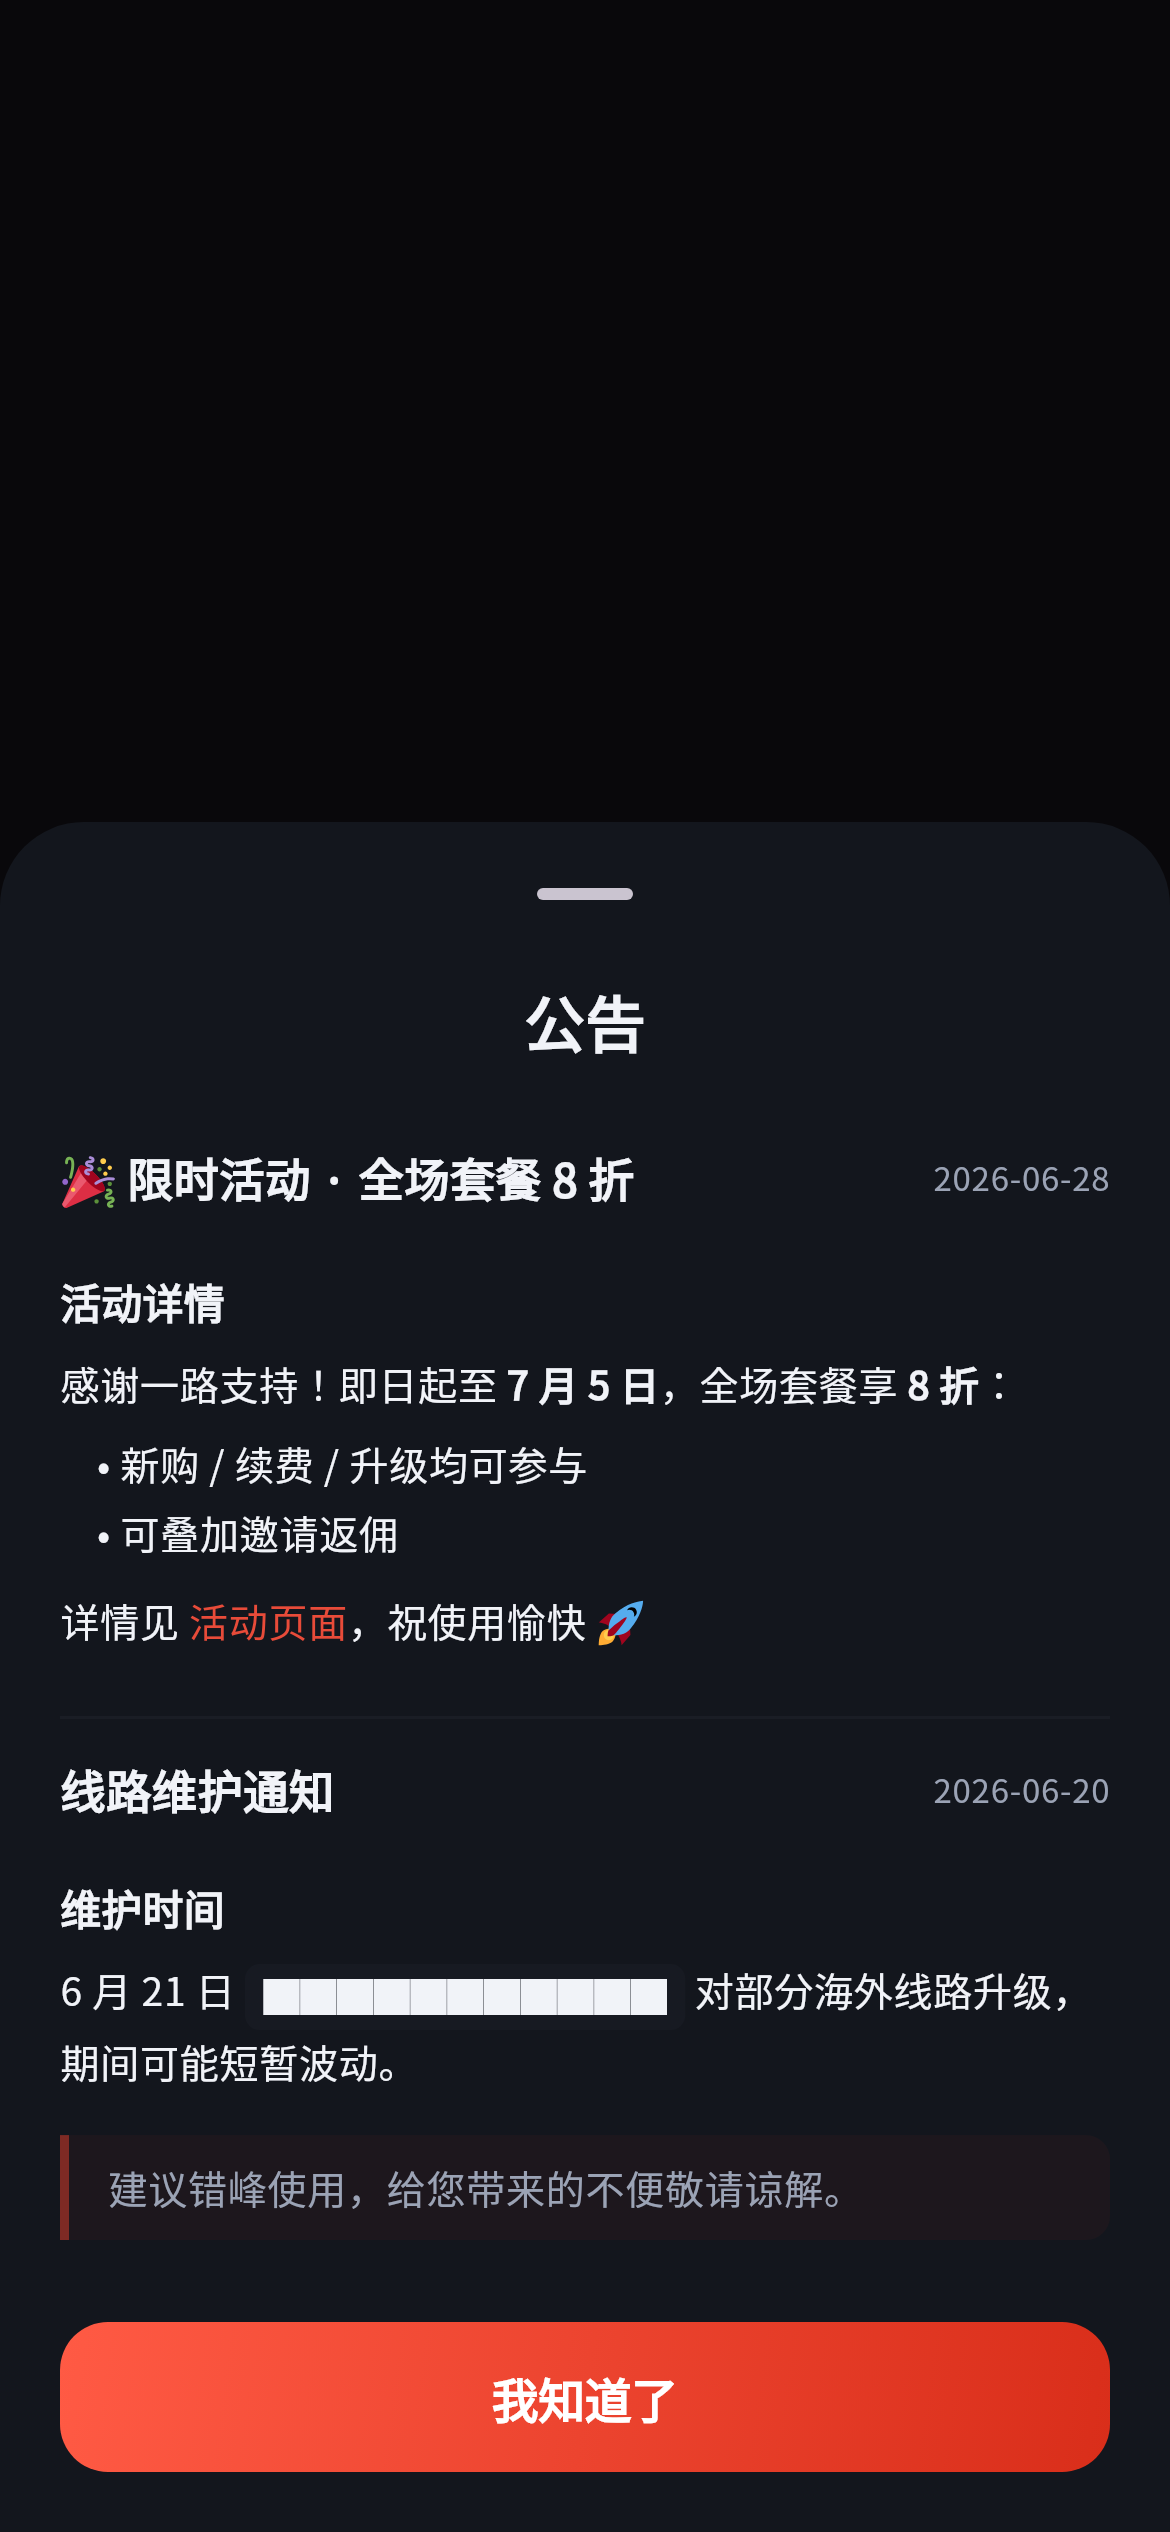 公告
🎉 限时活动 · 全场套餐 8 折
2026-06-28
活动详情
感谢一路支持！即日起至 7 月 5 日，全场套餐享 8 折：
• 新购 / 续费 / 升级均可参与
• 可叠加邀请返佣
详情见 活动页面，祝使用愉快 🚀
线路维护通知
2026-06-20
维护时间
6 月 21 日 对部分海外线路升级，
期间可能短暂波动。
建议错峰使用，给您带来的不便敬请谅解。
我知道了